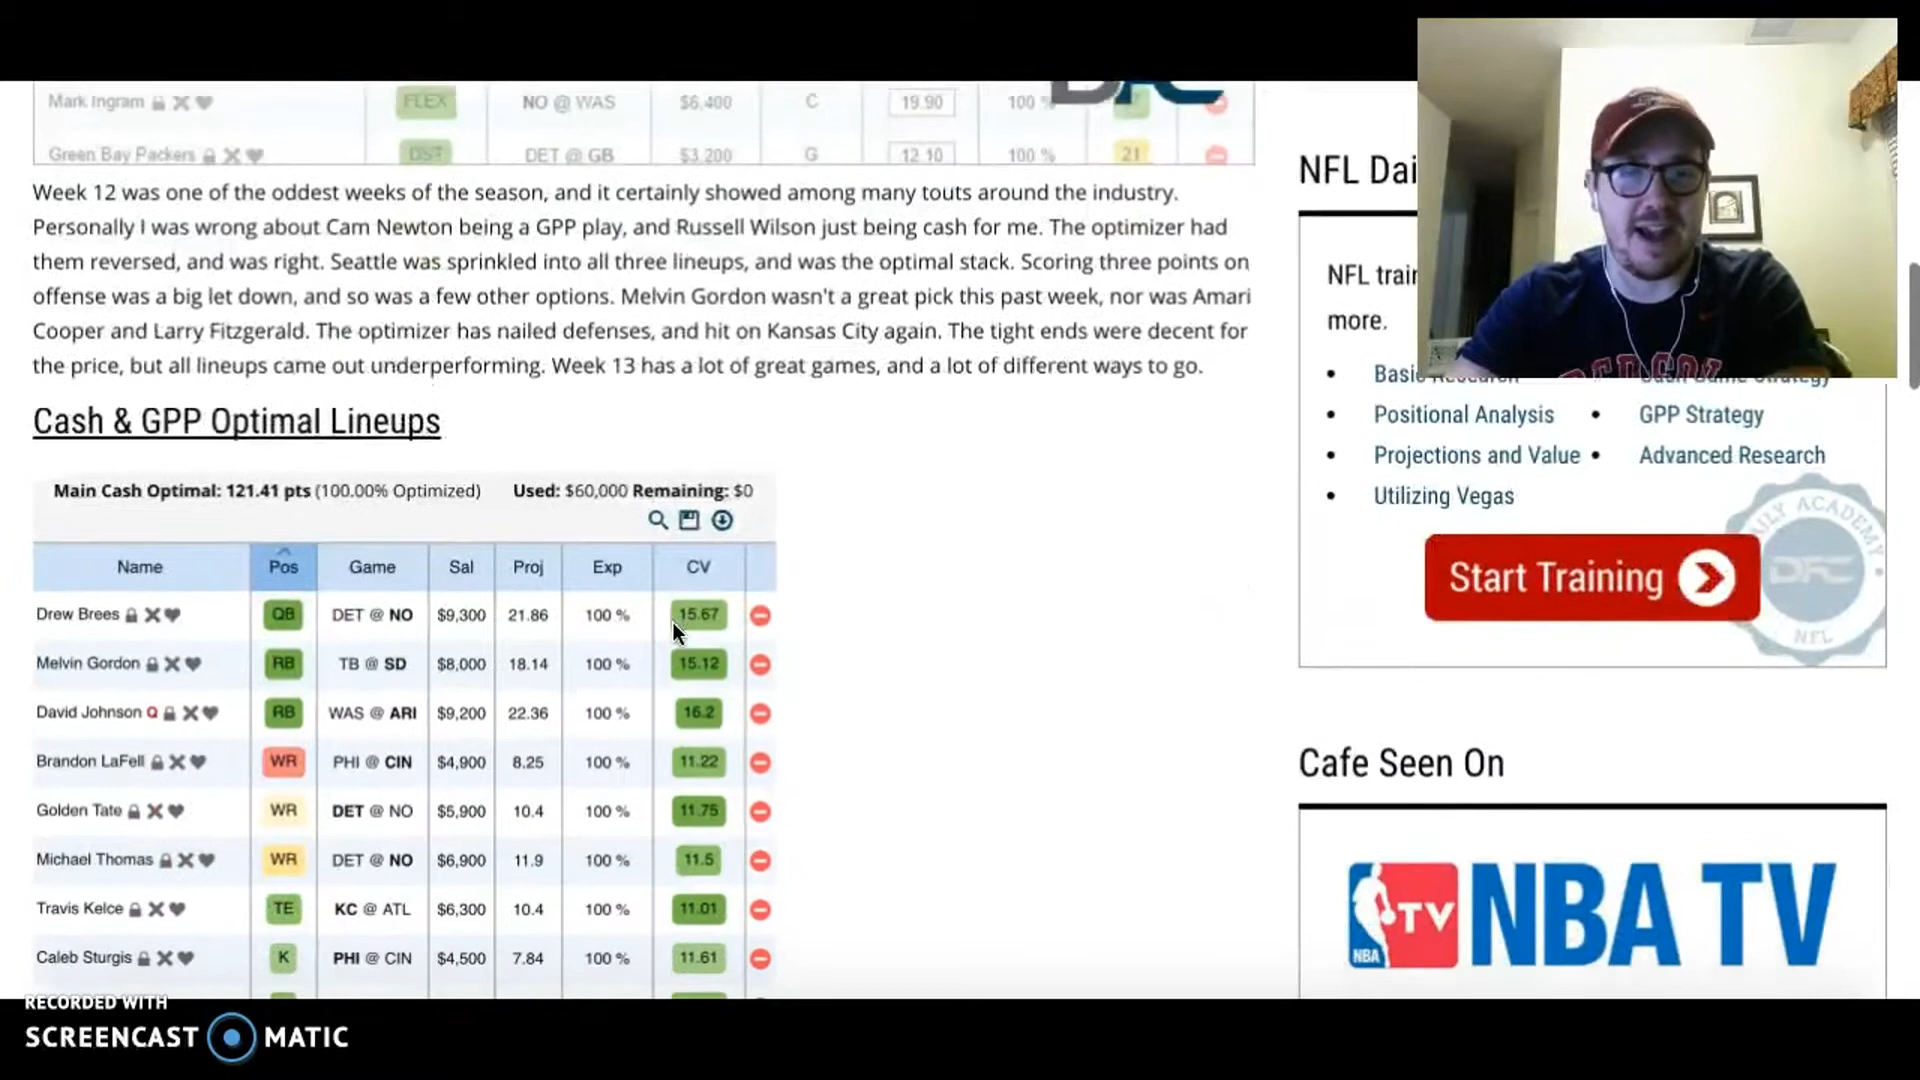 Mark Ingram FLEX NO @ WAS $6,400 C 19.90 100 %
Green Bay Packers DST DET @ GB $3,200 G 12.10 100 % 21
Week 12 was one of the oddest weeks of the season, and it certainly showed among many touts around the industry.
Personally I was wrong about Cam Newton being a GPP play, and Russell Wilson just being cash for me. The optimizer had
them reversed, and was right. Seattle was sprinkled into all three lineups, and was the optimal stack. Scoring three points on
offense was a big let down, and so was a few other options. Melvin Gordon wasn't a great pick this past week, nor was Amari
Cooper and Larry Fitzgerald. The optimizer has nailed defenses, and hit on Kansas City again. The tight ends were decent for
the price, but all lineups came out underperforming. Week 13 has a lot of great games, and a lot of different ways to go.
Cash & GPP Optimal Lineups
Main Cash Optimal: 121.41 pts (100.00% Optimized) Used: $60,000 Remaining: $0
Name Pos Game Sal Proj Exp CV
Drew Brees QB DET @ NO $9,300 21.86 100 % 15.67
Melvin Gordon RB TB @ SD $8,000 18.14 100 % 15.12
David Johnson Q RB WAS @ ARI $9,200 22.36 100 % 16.2
Brandon LaFell WR PHI @ CIN $4,900 8.25 100 % 11.22
Golden Tate WR DET @ NO $5,900 10.4 100 % 11.75
Michael Thomas WR DET @ NO $6,900 11.9 100 % 11.5
Travis Kelce TE KC @ ATL $6,300 10.4 100 % 11.01
Caleb Sturgis K PHI @ CIN $4,500 7.84 100 % 11.61
NFL Dai
NFL train
more.
Basic Research
Cash Game Strategy
Positional Analysis
GPP Strategy
Projections and Value
Advanced Research
Utilizing Vegas
Start Training
DAILY ACADEMY
DFC
NFL
Cafe Seen On
TV
NBA
NBA TV
RED SOX
RECORDED WITH
SCREENCAST MATIC